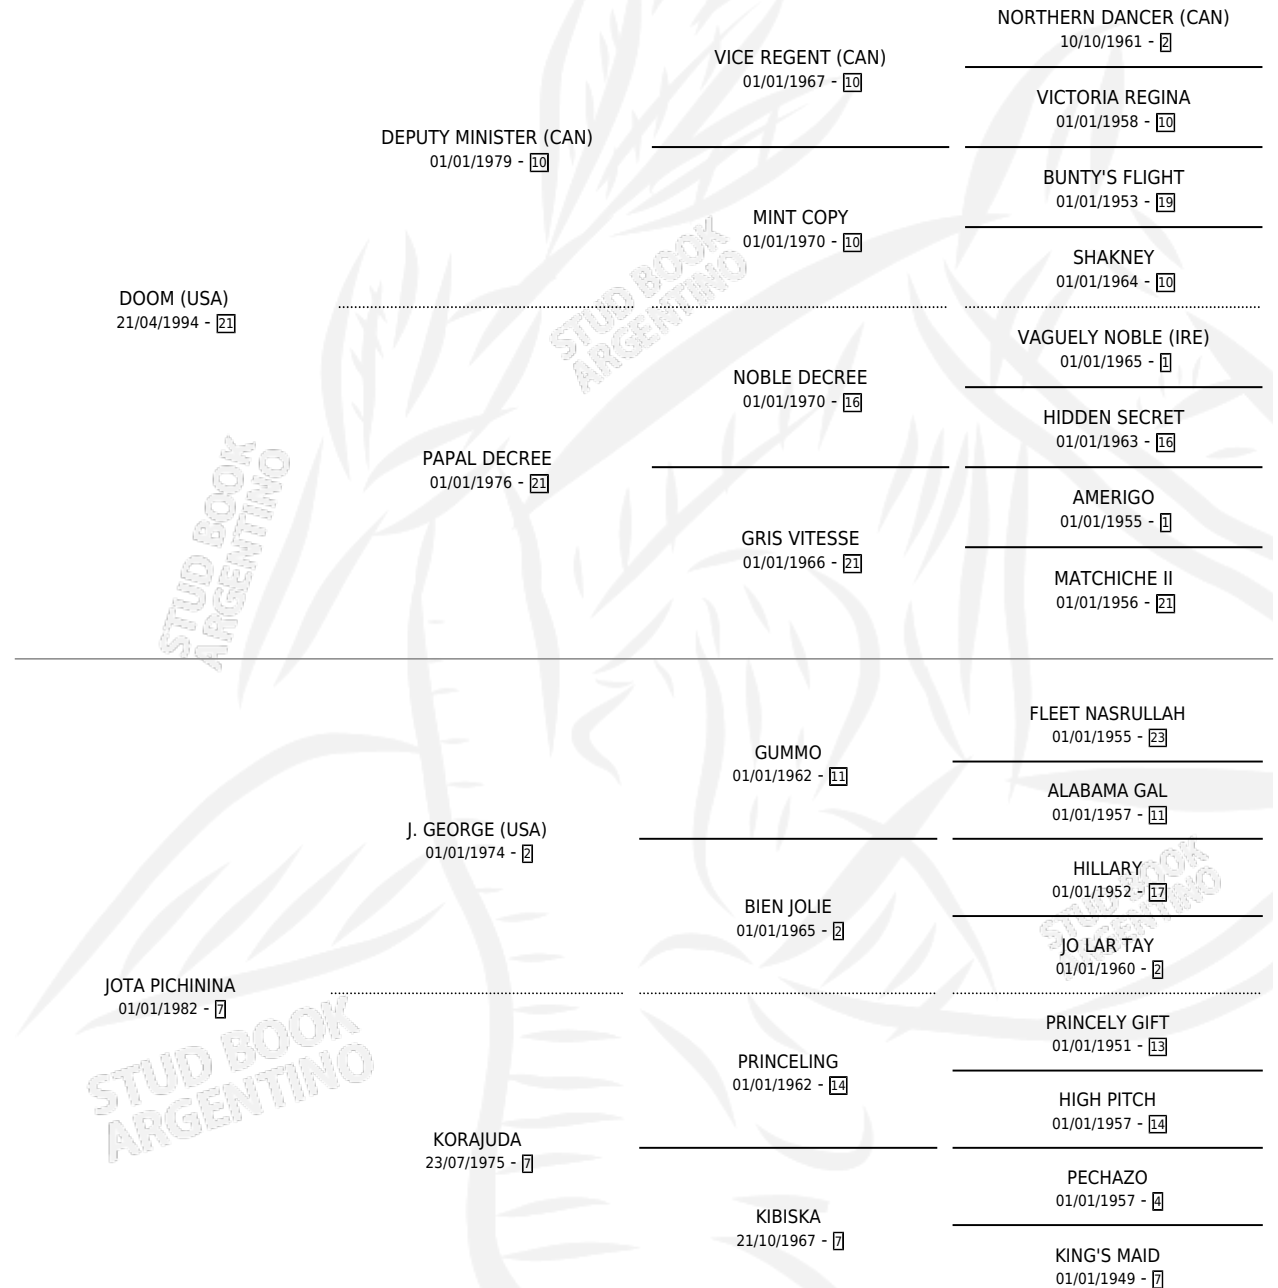 NORTHERN DANCER (CAN)
10/10/1961 - 2
VICE REGENT (CAN)
01/01/1967 - 10
VICTORIA REGINA
01/01/1958 - 10
DEPUTY MINISTER (CAN)
01/01/1979 - 10
BUNTY'S FLIGHT
01/01/1953 - 19
MINT COPY
01/01/1970 - 10
SHAKNEY
01/01/1964 - 10
DOOM (USA)
21/04/1994 - 21
VAGUELY NOBLE (IRE)
01/01/1965 - 1
NOBLE DECREE
01/01/1970 - 16
HIDDEN SECRET
01/01/1963 - 16
PAPAL DECREE
01/01/1976 - 21
AMERIGO
01/01/1955 - 1
GRIS VITESSE
01/01/1966 - 21
MATCHICHE II
01/01/1956 - 21
STUD BOOK
ARGENTINO
STUD BOOK
ARGENTINO
FLEET NASRULLAH
01/01/1955 - 23
GUMMO
01/01/1962 - 11
ALABAMA GAL
01/01/1957 - 11
J. GEORGE (USA)
01/01/1974 - 2
HILLARY
01/01/1952 - 17
BIEN JOLIE
01/01/1965 - 2
JO LAR TAY
01/01/1960 - 2
STUD BOOK
ARGENTINO
JOTA PICHININA
01/01/1982 - 7
PRINCELY GIFT
01/01/1951 - 13
PRINCELING
01/01/1962 - 14
HIGH PITCH
01/01/1957 - 14
KORAJUDA
23/07/1975 - 7
PECHAZO
01/01/1957 - 4
KIBISKA
21/10/1967 - 7
KING'S MAID
01/01/1949 - 7
STUD BOOK
ARGENTINO